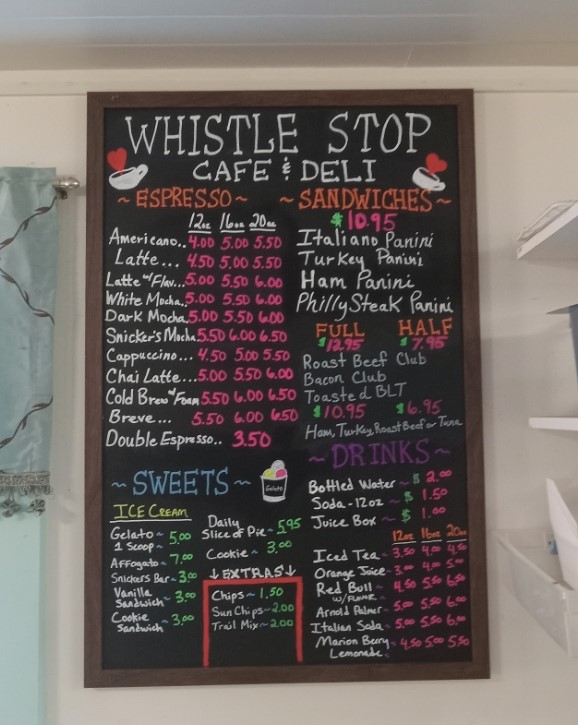 WHISTLE STOP
CAFE & DELI
~ ESPRESSO ~
12oz 16oz 20oz
Americano.. 4.00 5.00 5.50
Latte... 4.50 5.00 5.50
Latte w/Flav... 5.00 5.50 6.00
White Mocha. 5.00 5.50 6.00
Dark Mocha. 5.00 5.50 6.00
Snicker's Mocha. 5.50 6.00 6.50
Cappuccino... 4.50 5.00 5.50
Chai Latte... 5.00 5.50 6.00
Cold Brew w/Foam 5.50 6.00 6.50
Breve... 5.50 6.00 6.50
Double Espresso.. 3.50
~ SANDWICHES ~
$10.95
Italiano Panini
Turkey Panini
Ham Panini
Philly Steak Panini
FULL HALF
$12.95 $7.95
Roast Beef Club
Bacon Club
Toasted BLT
$10.95 $6.95
Ham, Turkey, Roast Beef or Tuna
~ SWEETS ~
Gelato
ICE CREAM
Gelato ~ 5.00
1 Scoop
Affogato ~ 7.00
Snickers Bar ~ 3.00
Vanilla
Sandwich ~ 3.00
Cookie
Sandwich ~ 3.00
Daily
Slice of Pie ~ 5.95
Cookie ~ 3.00
↓ EXTRAS ↓
Chips ~ 1.50
Sun Chips ~ 2.00
Trail Mix ~ 2.00
~ DRINKS ~
Bottled Water ~ $ 2.00
Soda - 12oz ~ $ 1.50
Juice Box ~ $ 1.00
12oz 16oz 20oz
Iced Tea ~ 3.50 4.00 4.50
Orange Juice ~ 3.00 4.00 5.00
Red Bull ~ 4.50 5.50 6.50
w/ Flavor
Arnold Palmer ~ 5.00 5.50 6.00
Italian Soda ~ 5.00 5.50 6.00
Marion Berry ~ 4.50 5.00 5.50
Lemonade